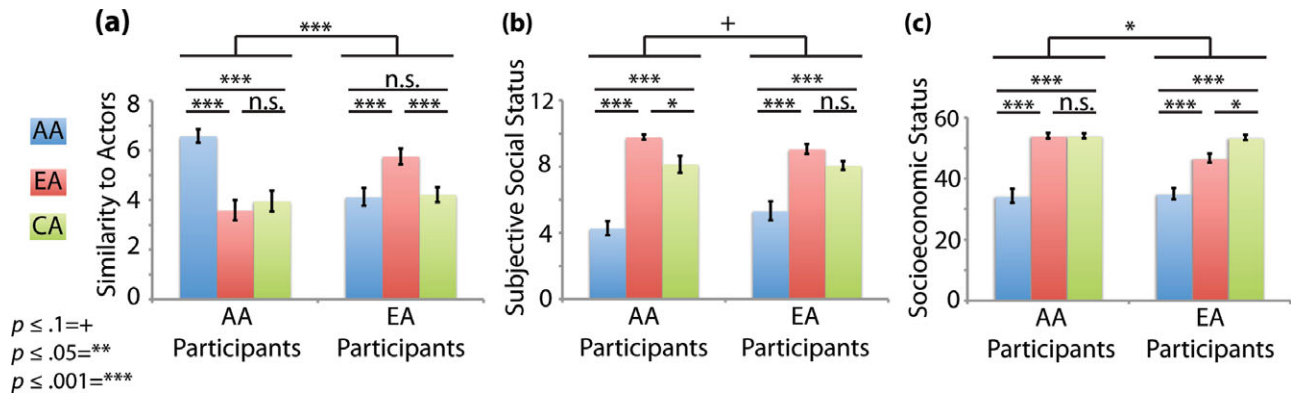 (a)
***
***
n.s.
***
n.s.
***
***
Similarity to Actors
8
6
4
2
0
AA
Participants
EA
Participants
(b)
+
***
***
***
*
***
n.s.
Subjective Social Status
12
8
4
0
AA
Participants
EA
Participants
(c)
*
***
***
***
n.s.
***
*
Socioeconomic Status
60
40
20
0
AA
Participants
EA
Participants
AA
EA
CA
p ≤ .1=+
p ≤ .05=**
p ≤ .001=***